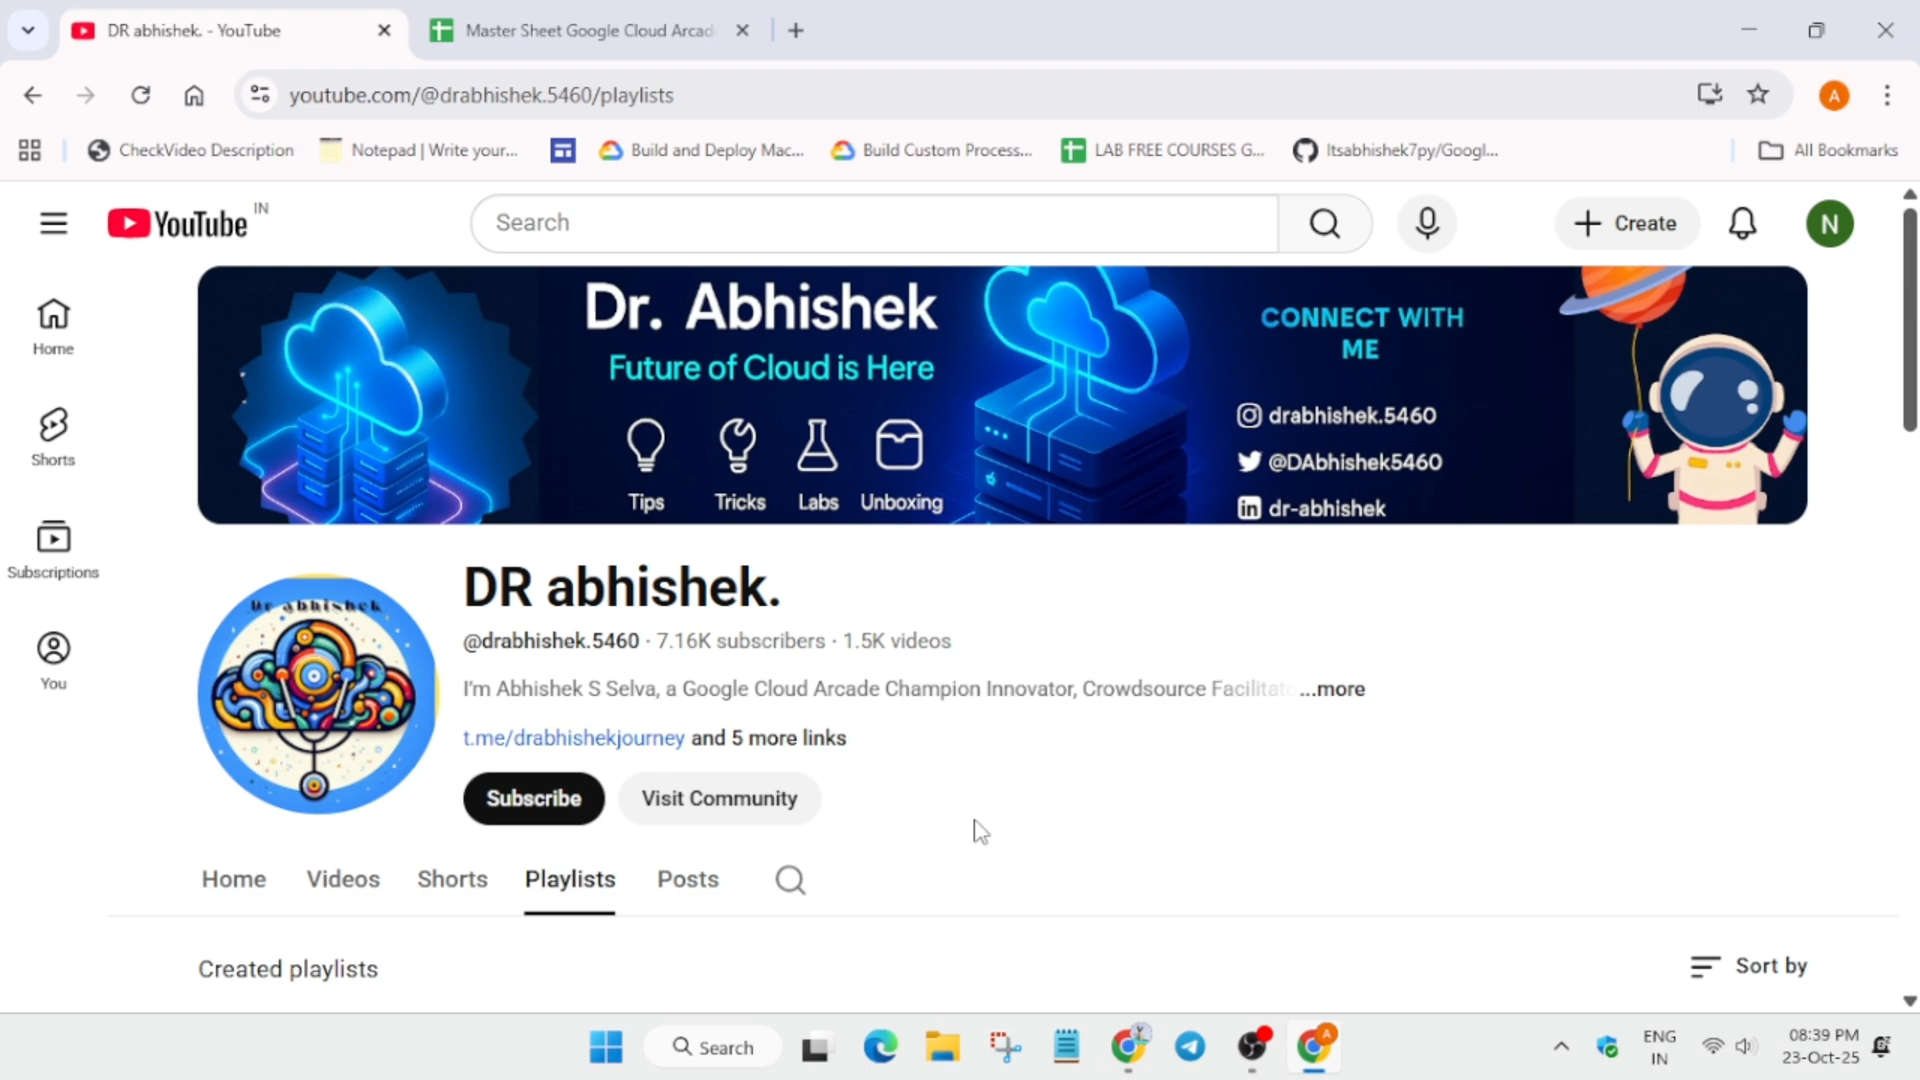 DR abhishek. - YouTube
Master Sheet Google Cloud Arcad
youtube.com/@drabhishek.5460/playlists
A
CheckVideo Description
Notepad | Write your...
Build and Deploy Mac...
Build Custom Process...
LAB FREE COURSES G...
Itsabhishek7py/Googl...
All Bookmarks
YouTube IN
Search
Create
N
Home
Shorts
Subscriptions
You
Dr. Abhishek
Future of Cloud is Here
Tips Tricks Labs Unboxing
CONNECT WITH
ME
drabhishek.5460
@DAbhishek5460
dr-abhishek
Dr abhishek
DR abhishek.
@drabhishek.5460 · 7.16K subscribers · 1.5K videos
I'm Abhishek S Selva, a Google Cloud Arcade Champion Innovator, Crowdsource Facilitato ...more
t.me/drabhishekjourney and 5 more links
Subscribe
Visit Community
Home Videos Shorts Playlists Posts
Created playlists
Sort by
Search
A
ENG
IN
08:39 PM
23-Oct-25